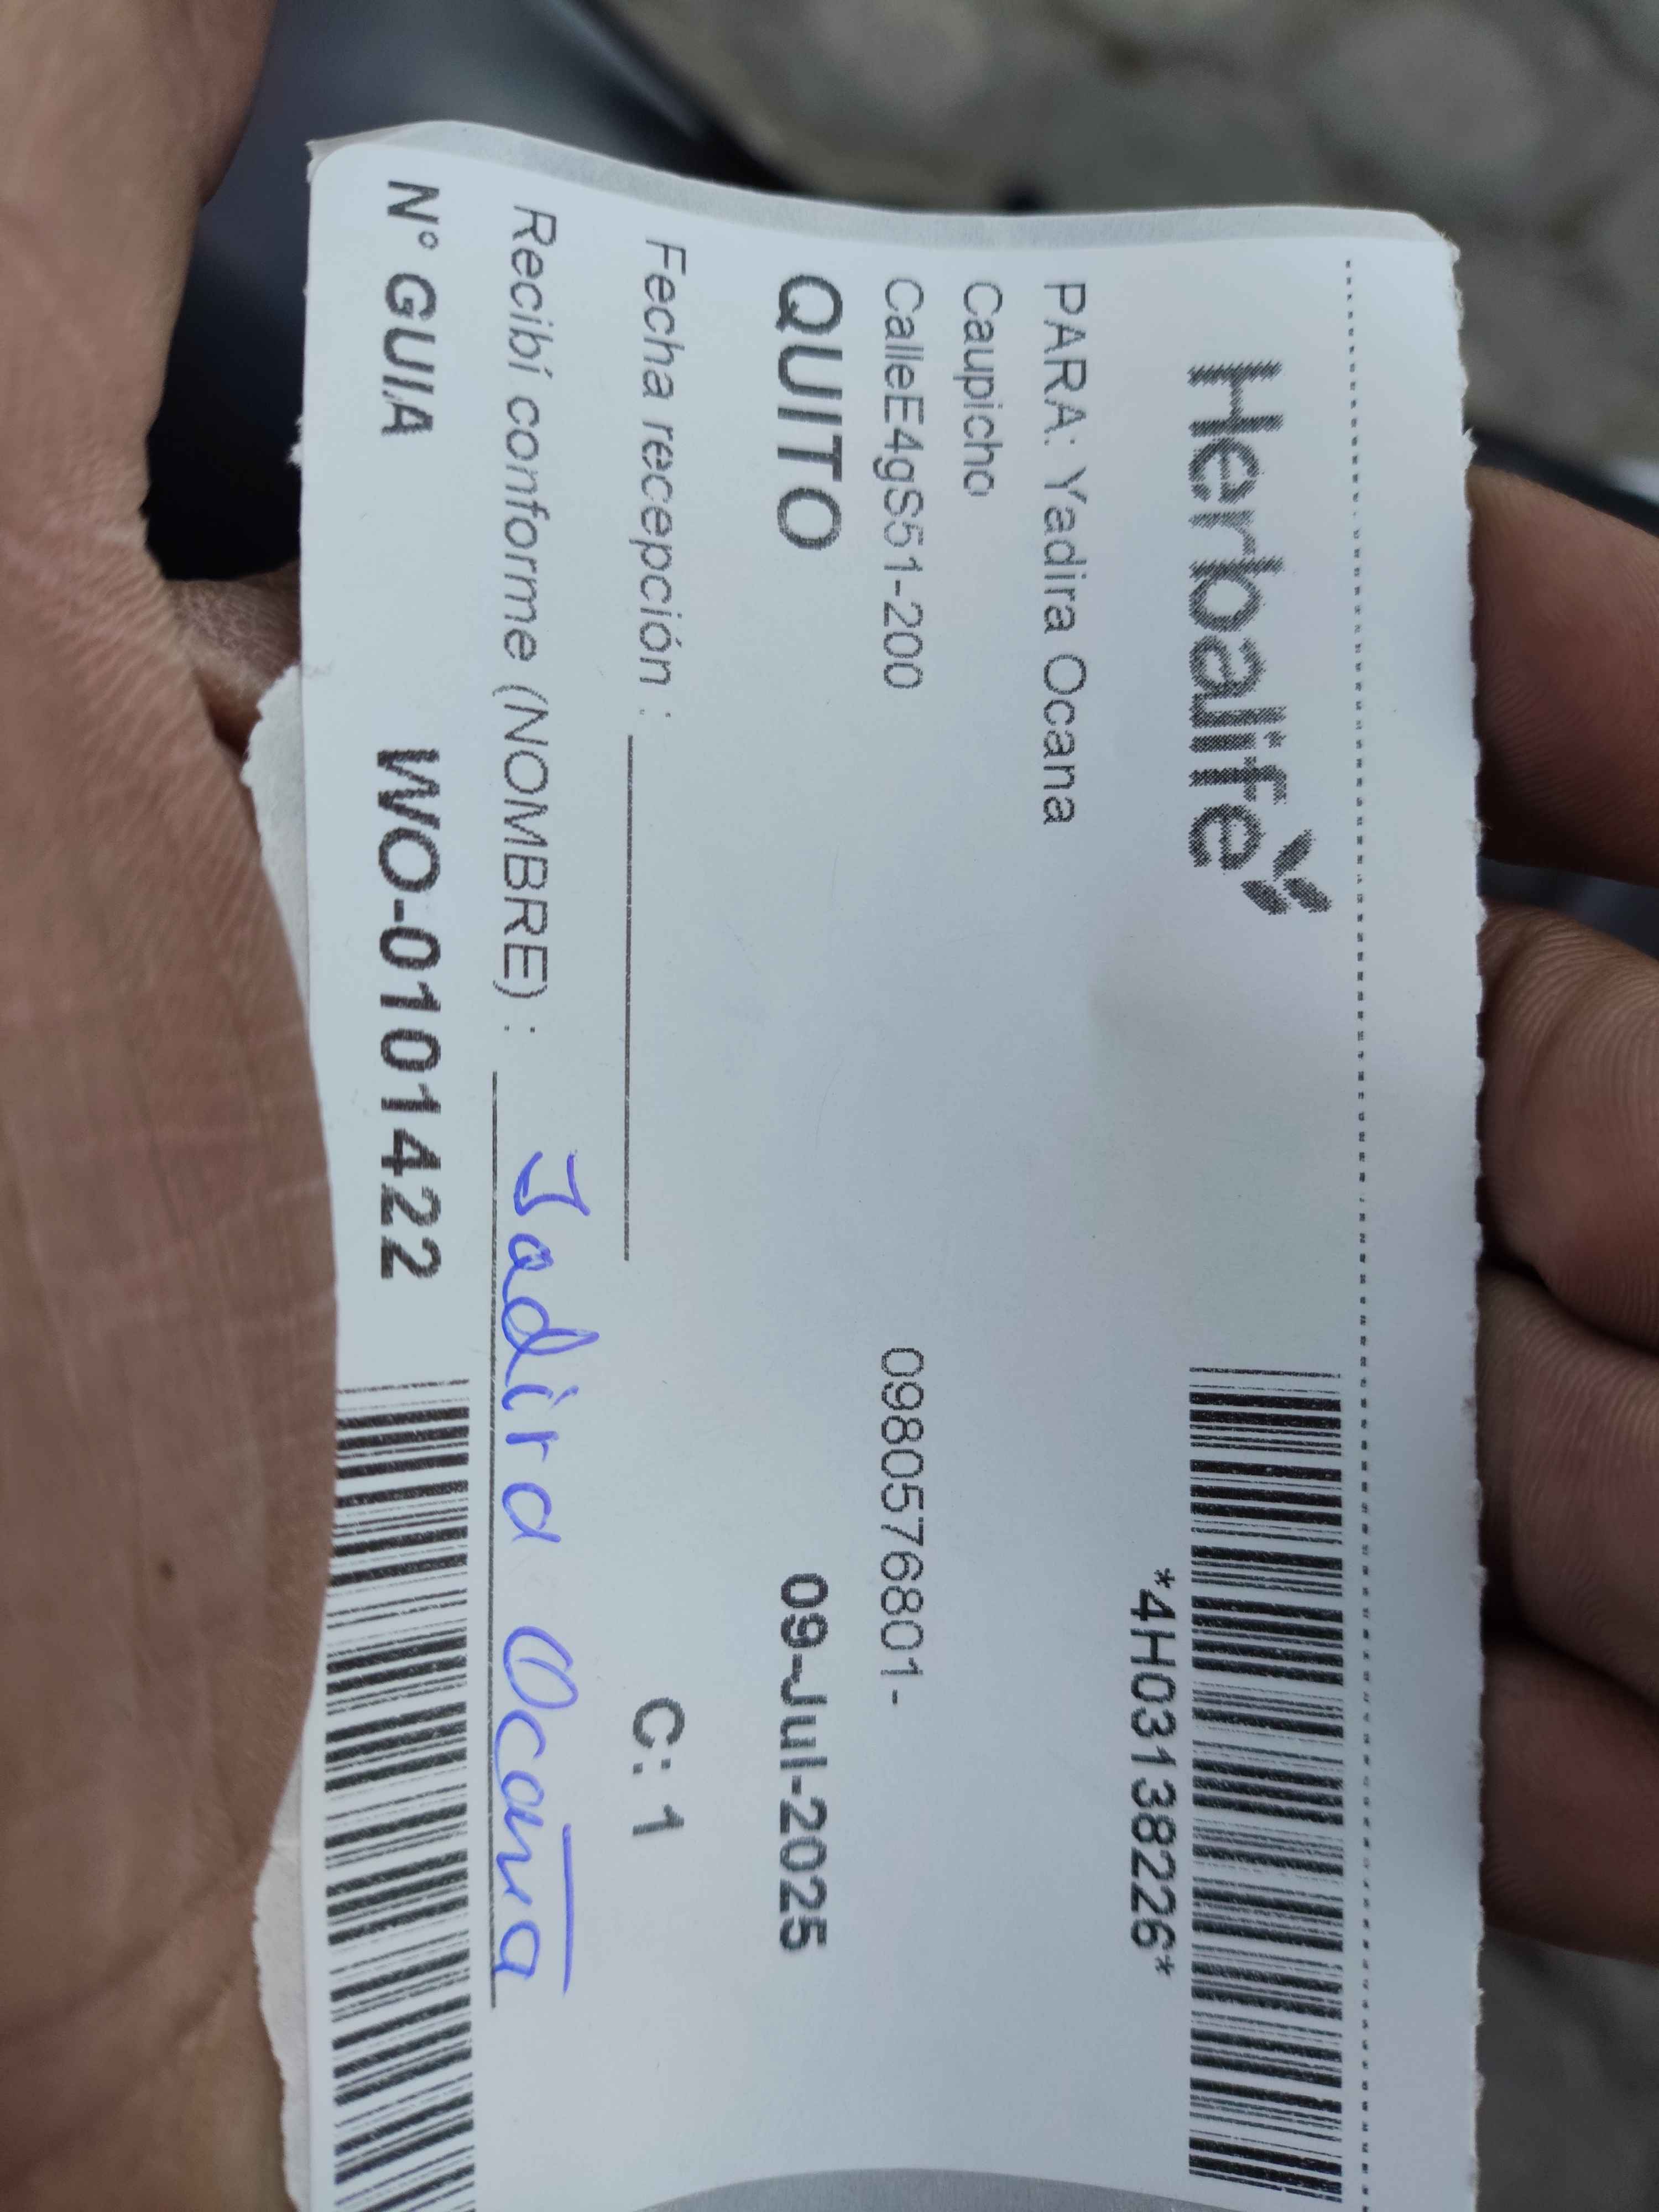 Herbalife
*4H03138226*
PARA: Yadira Ocana
Caupicho
CalleE4gS51-200 0980576801-
QUITO 09-Jul-2025
Fecha recepción : C: 1
Recibí conforme (NOMBRE) : Jadira Ocaña
N° GUIA WO-0101422